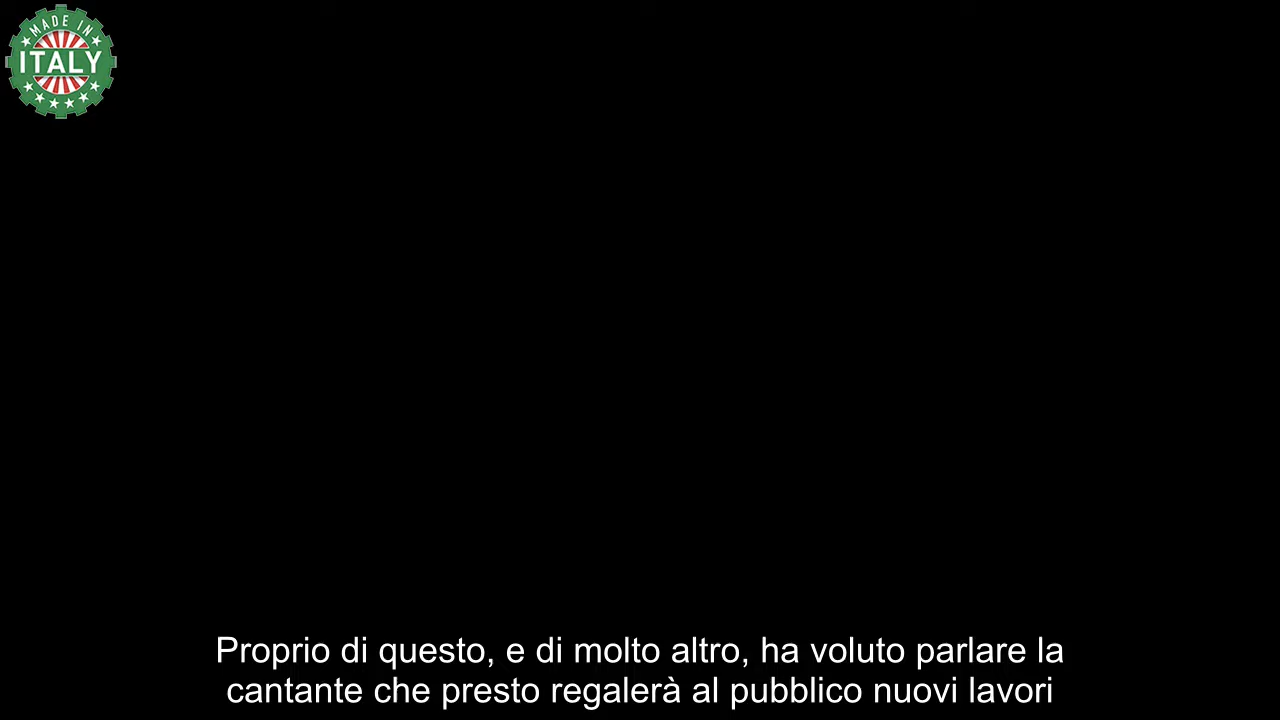 MADE IN
ITALY
Proprio di questo, e di molto altro, ha voluto parlare la
cantante che presto regalerà al pubblico nuovi lavori